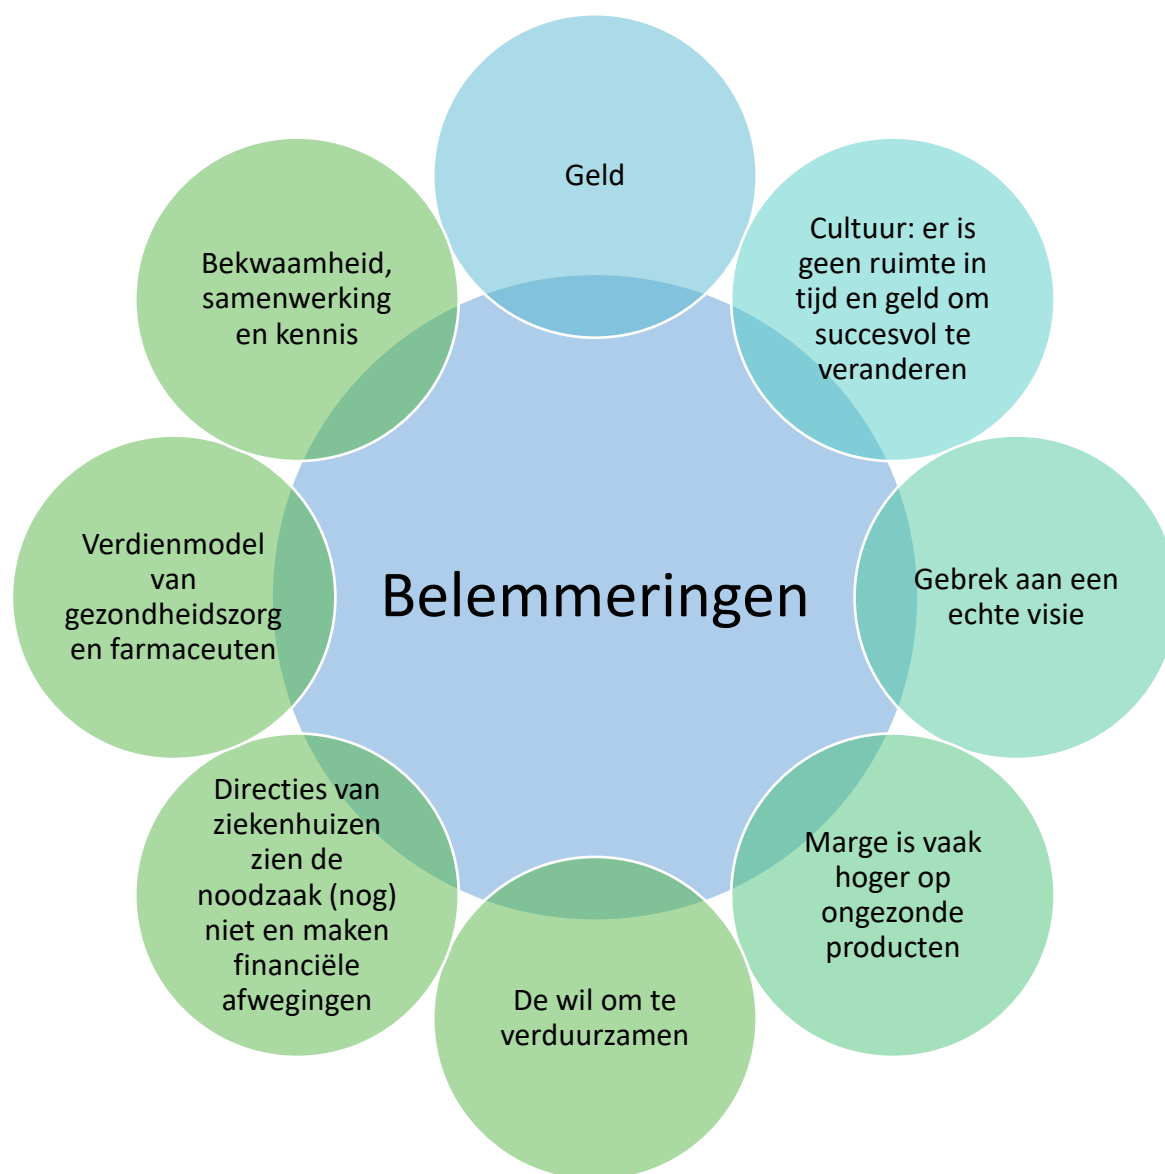 Geld
Cultuur: er is
geen ruimte in
tijd en geld om
succesvol te
veranderen
Gebrek aan een
echte visie
Marge is vaak
hoger op
ongezonde
producten
De wil om te
verduurzamen
Directies van
ziekenhuizen
zien de
noodzaak (nog)
niet en maken
financiële
afwegingen
Verdienmodel
van
gezondheidszorg
en farmaceuten
Bekwaamheid,
samenwerking
en kennis
Belemmeringen